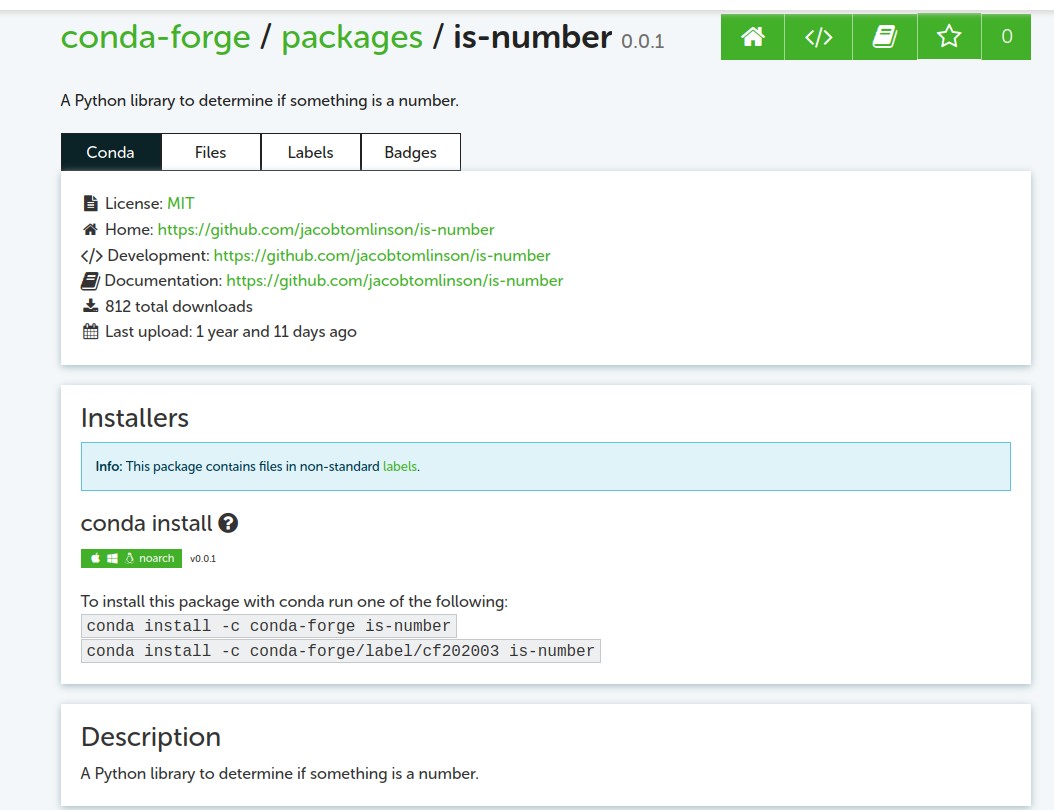 conda-forge / packages / is-number 0.0.1
0
A Python library to determine if something is a number.
Conda Files Labels Badges
License: MIT
Home: https://github.com/jacobtomlinson/is-number
</> Development: https://github.com/jacobtomlinson/is-number
Documentation: https://github.com/jacobtomlinson/is-number
812 total downloads
Last upload: 1 year and 11 days ago
Installers
Info: This package contains files in non-standard labels.
conda install
noarch v0.0.1
To install this package with conda run one of the following:
conda install -c conda-forge is-number
conda install -c conda-forge/label/cf202003 is-number
Description
A Python library to determine if something is a number.